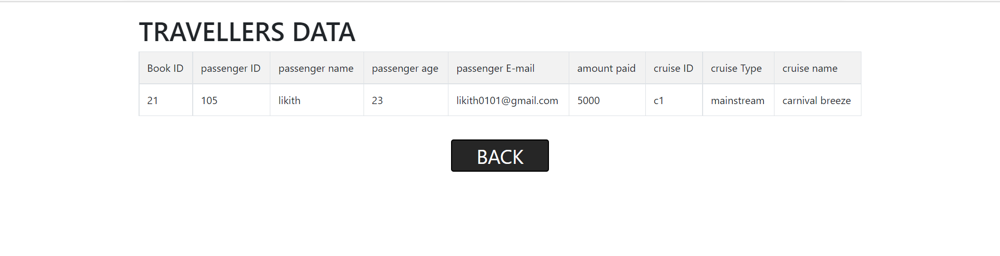 TRAVELLERS DATA
Book ID passenger ID passenger name passenger age passenger E-mail amount paid cruise ID cruise Type cruise name
21 105 likith 23 likith0101@gmail.com 5000 c1 mainstream carnival breeze
BACK